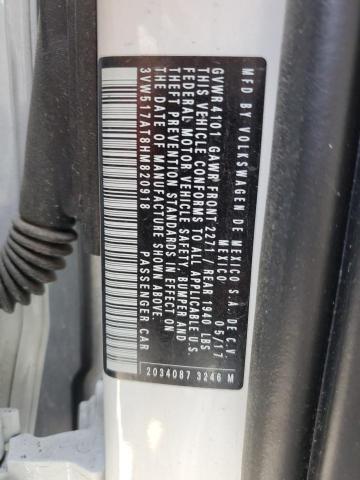 MFD BY VOLKSWAGEN DE MEXICO S.A. DE C.V.
MEXICO 05/17
GVWR 4101 GAWR FRONT 2271 / REAR 1940 LBS
THIS VEHICLE CONFORMS TO ALL APPLICABLE U.S.
FEDERAL MOTOR VEHICLE SAFETY, BUMPER AND
THEFT PREVENTION STANDARDS IN EFFECT ON
THE DATE OF MANUFACTURE SHOWN ABOVE.
3VW517AT8HM820918 PASSENGER CAR
2034087 3246 M